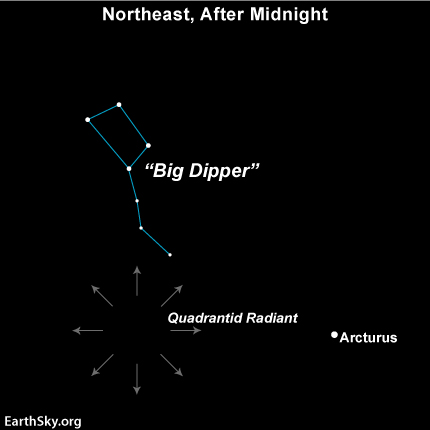 Northeast, After Midnight
“Big Dipper”
Quadrantid Radiant
Arcturus
EarthSky.org